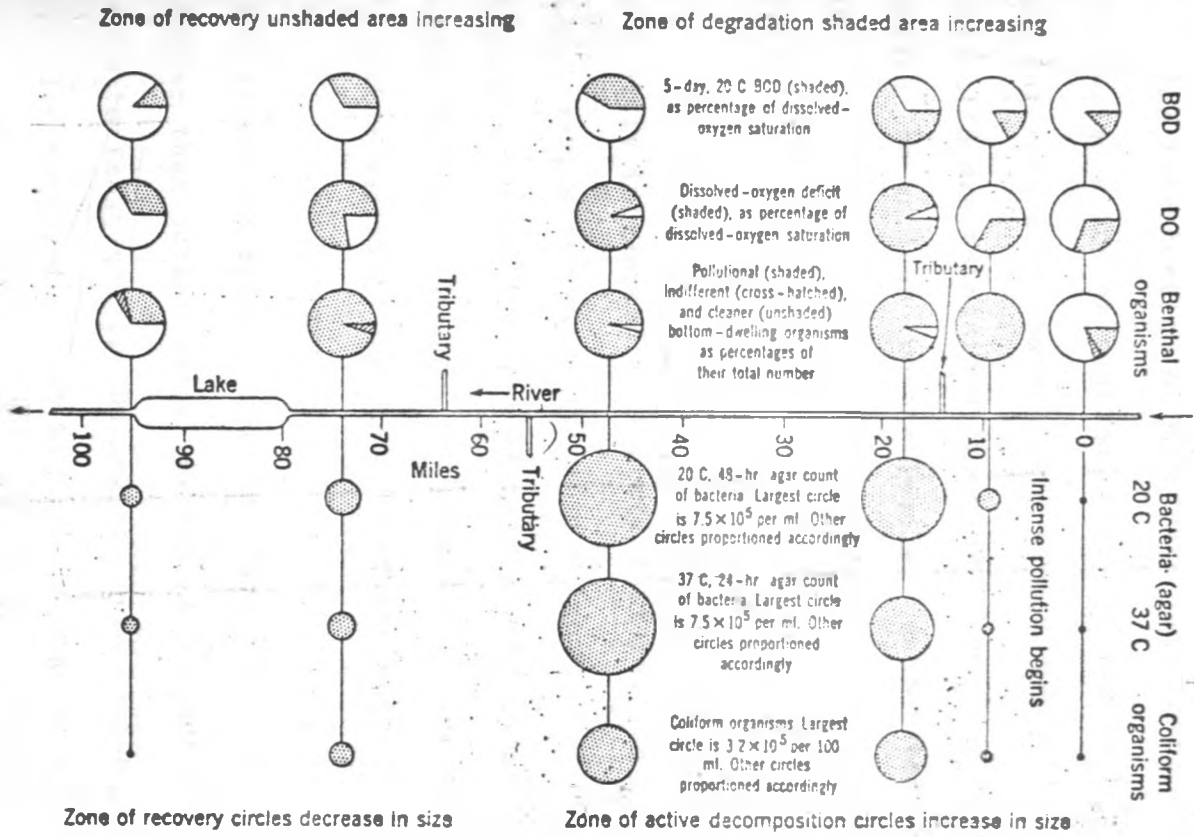 Zone of recovery unshaded area increasing
Zone of degradation shaded area increasing
5-day, 20 C BOD (shaded),
as percentage of dissolved-
oxygen saturation
BOD
Dissolved-oxygen deficit
(shaded), as percentage of
dissolved-oxygen saturation
DO
Tributary
Pollutional (shaded),
Indifferent (cross-hatched),
and cleaner (unshaded)
bottom-dwelling organisms
as percentages of
their total number
Benthal
organisms
Tributary
Lake
River
100
90
80
70
60
50
40
30
20
10
0
Miles
Tributary
20 C, 48-hr agar count
of bacteria Largest circle
is 7.5 × 10⁵ per ml. Other
circles proportioned accordingly
Intense pollution begins
Bacteria (agar)
20 C
37 C
37 C, 24-hr agar count
of bacteria Largest circle
is 7.5 × 10⁵ per ml. Other
circles proportioned
accordingly
Coliform organisms Largest
circle is 3.2 × 10⁵ per 100
ml. Other circles
proportioned accordingly
Coliform
organisms
Zone of recovery circles decrease in size
Zone of active decomposition circles increase in size